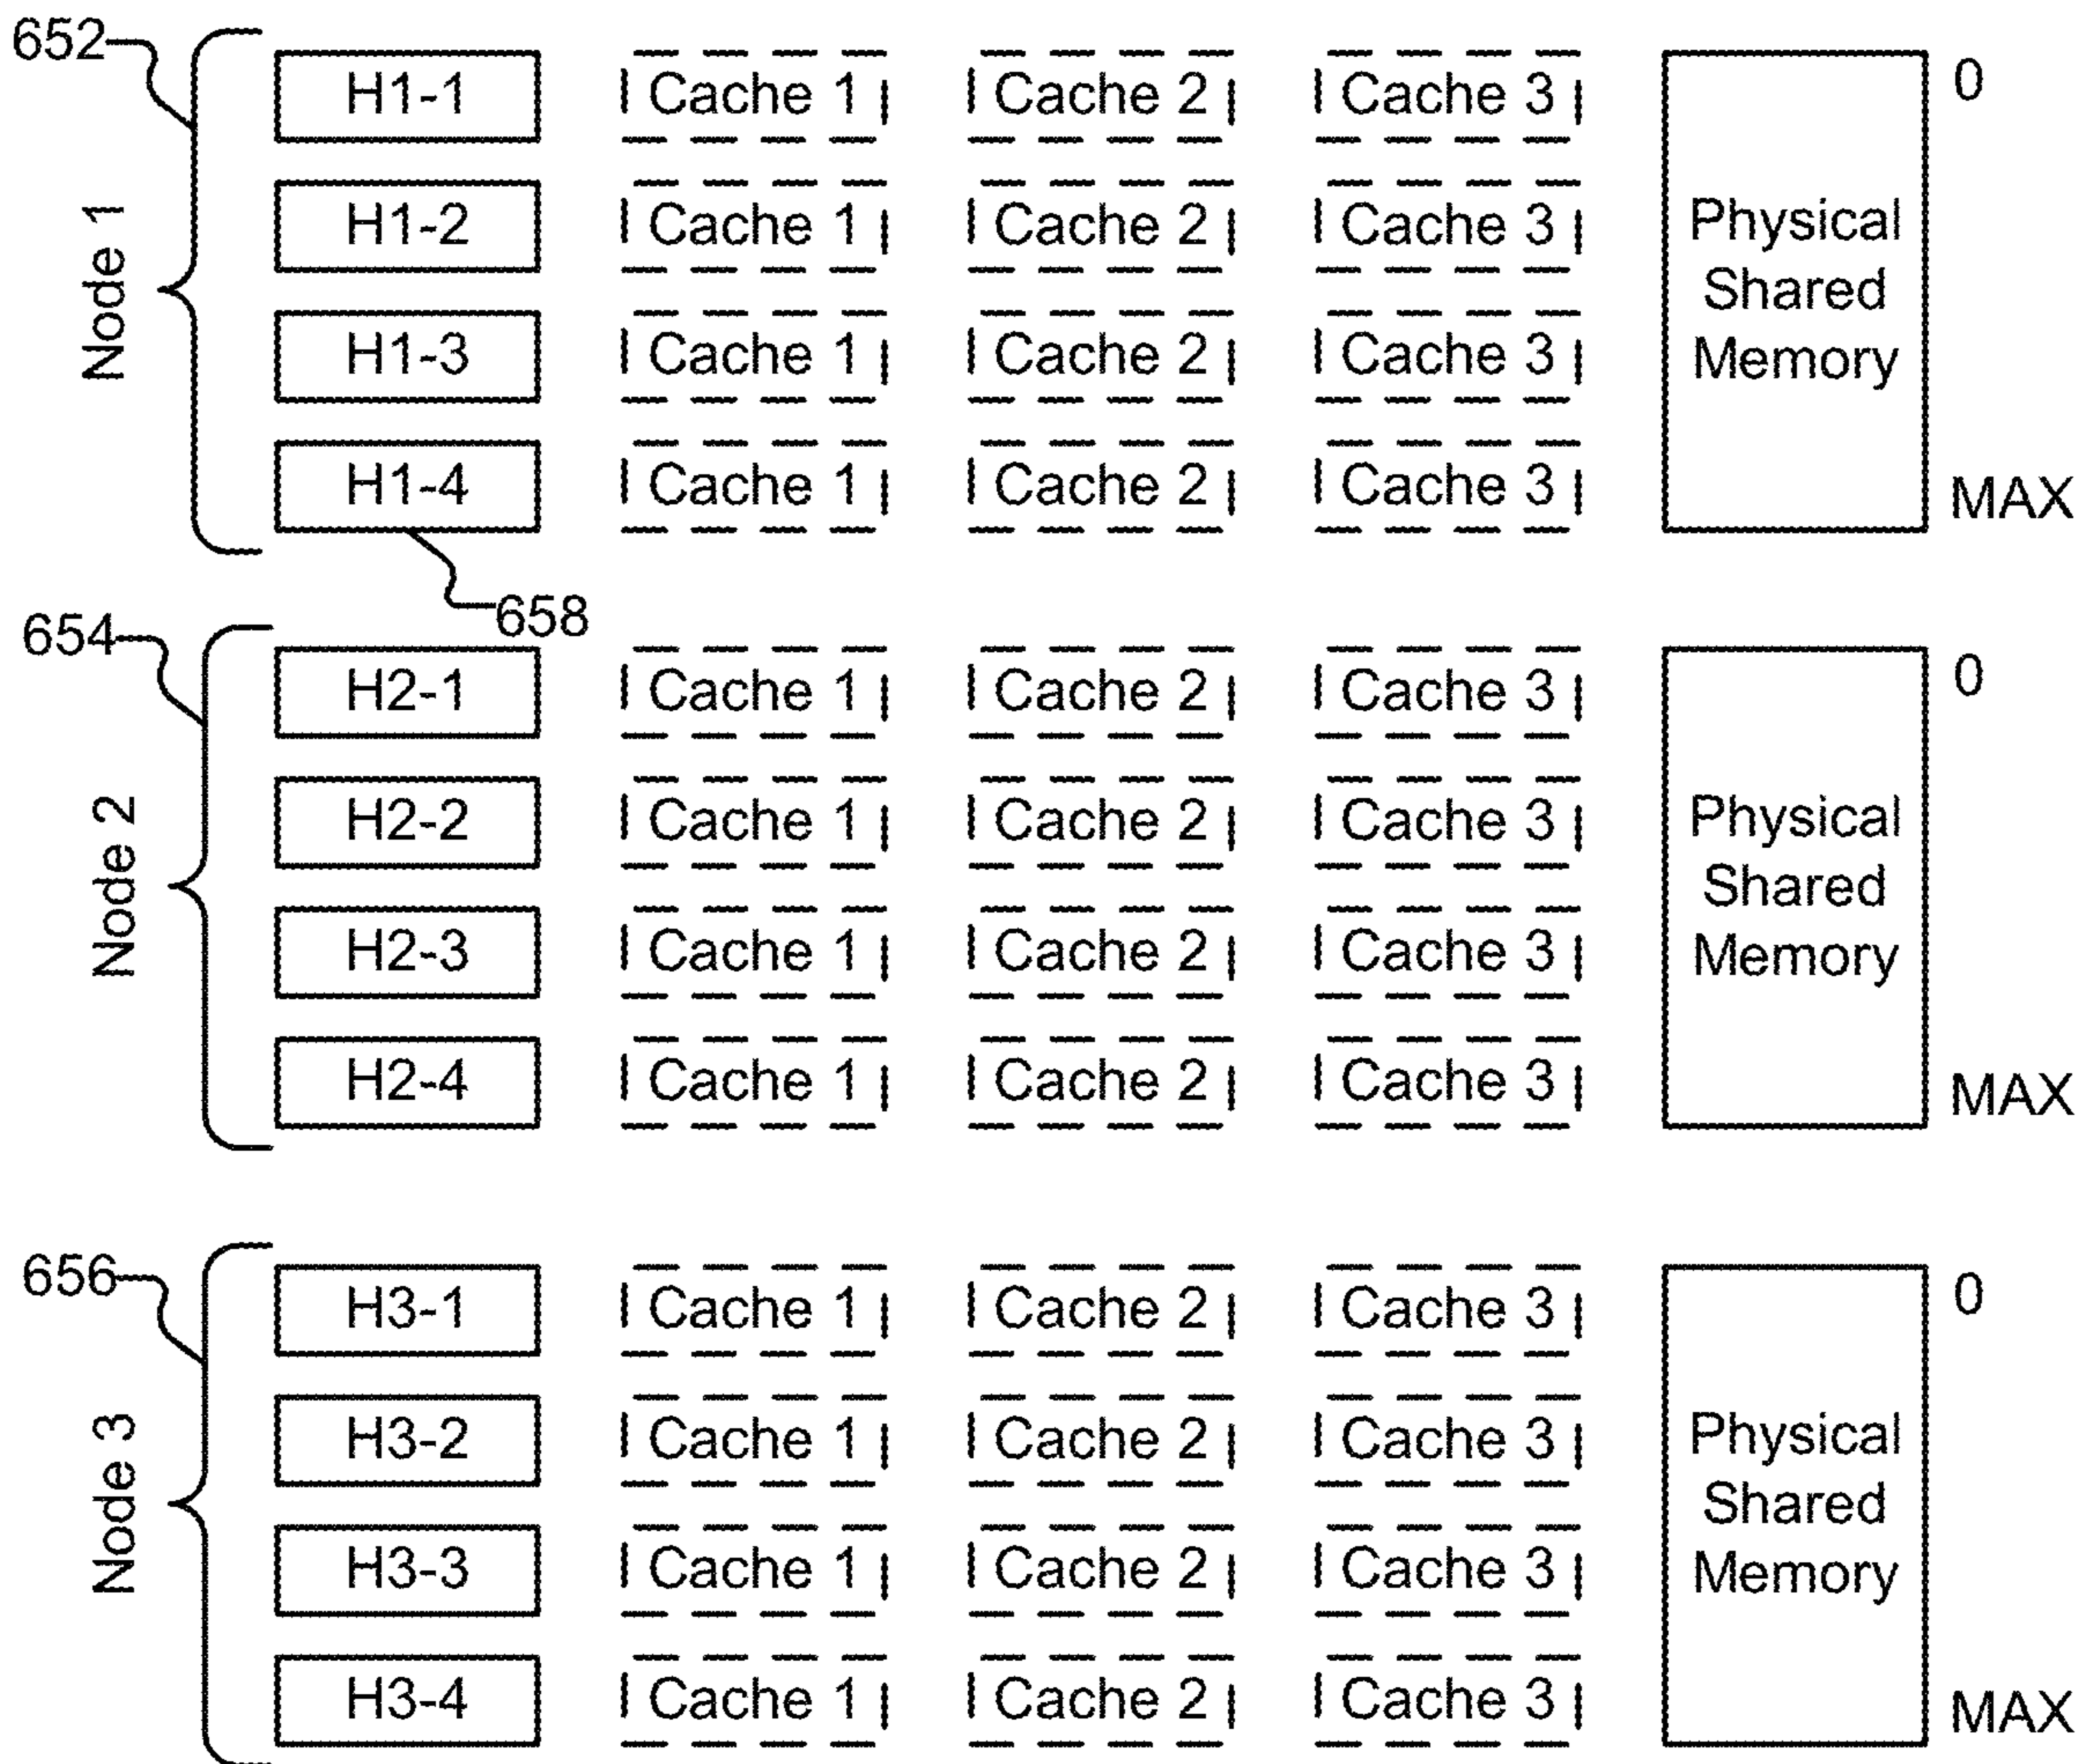 652
H1-1 Cache 1 Cache 2 Cache 3 0
H1-2 Cache 1 Cache 2 Cache 3
H1-3 Cache 1 Cache 2 Cache 3
H1-4 Cache 1 Cache 2 Cache 3 MAX
Node 1
Physical
Shared
Memory
658
654
H2-1 Cache 1 Cache 2 Cache 3 0
H2-2 Cache 1 Cache 2 Cache 3
H2-3 Cache 1 Cache 2 Cache 3
H2-4 Cache 1 Cache 2 Cache 3 MAX
Node 2
Physical
Shared
Memory
656
H3-1 Cache 1 Cache 2 Cache 3 0
H3-2 Cache 1 Cache 2 Cache 3
H3-3 Cache 1 Cache 2 Cache 3
H3-4 Cache 1 Cache 2 Cache 3 MAX
Node 3
Physical
Shared
Memory